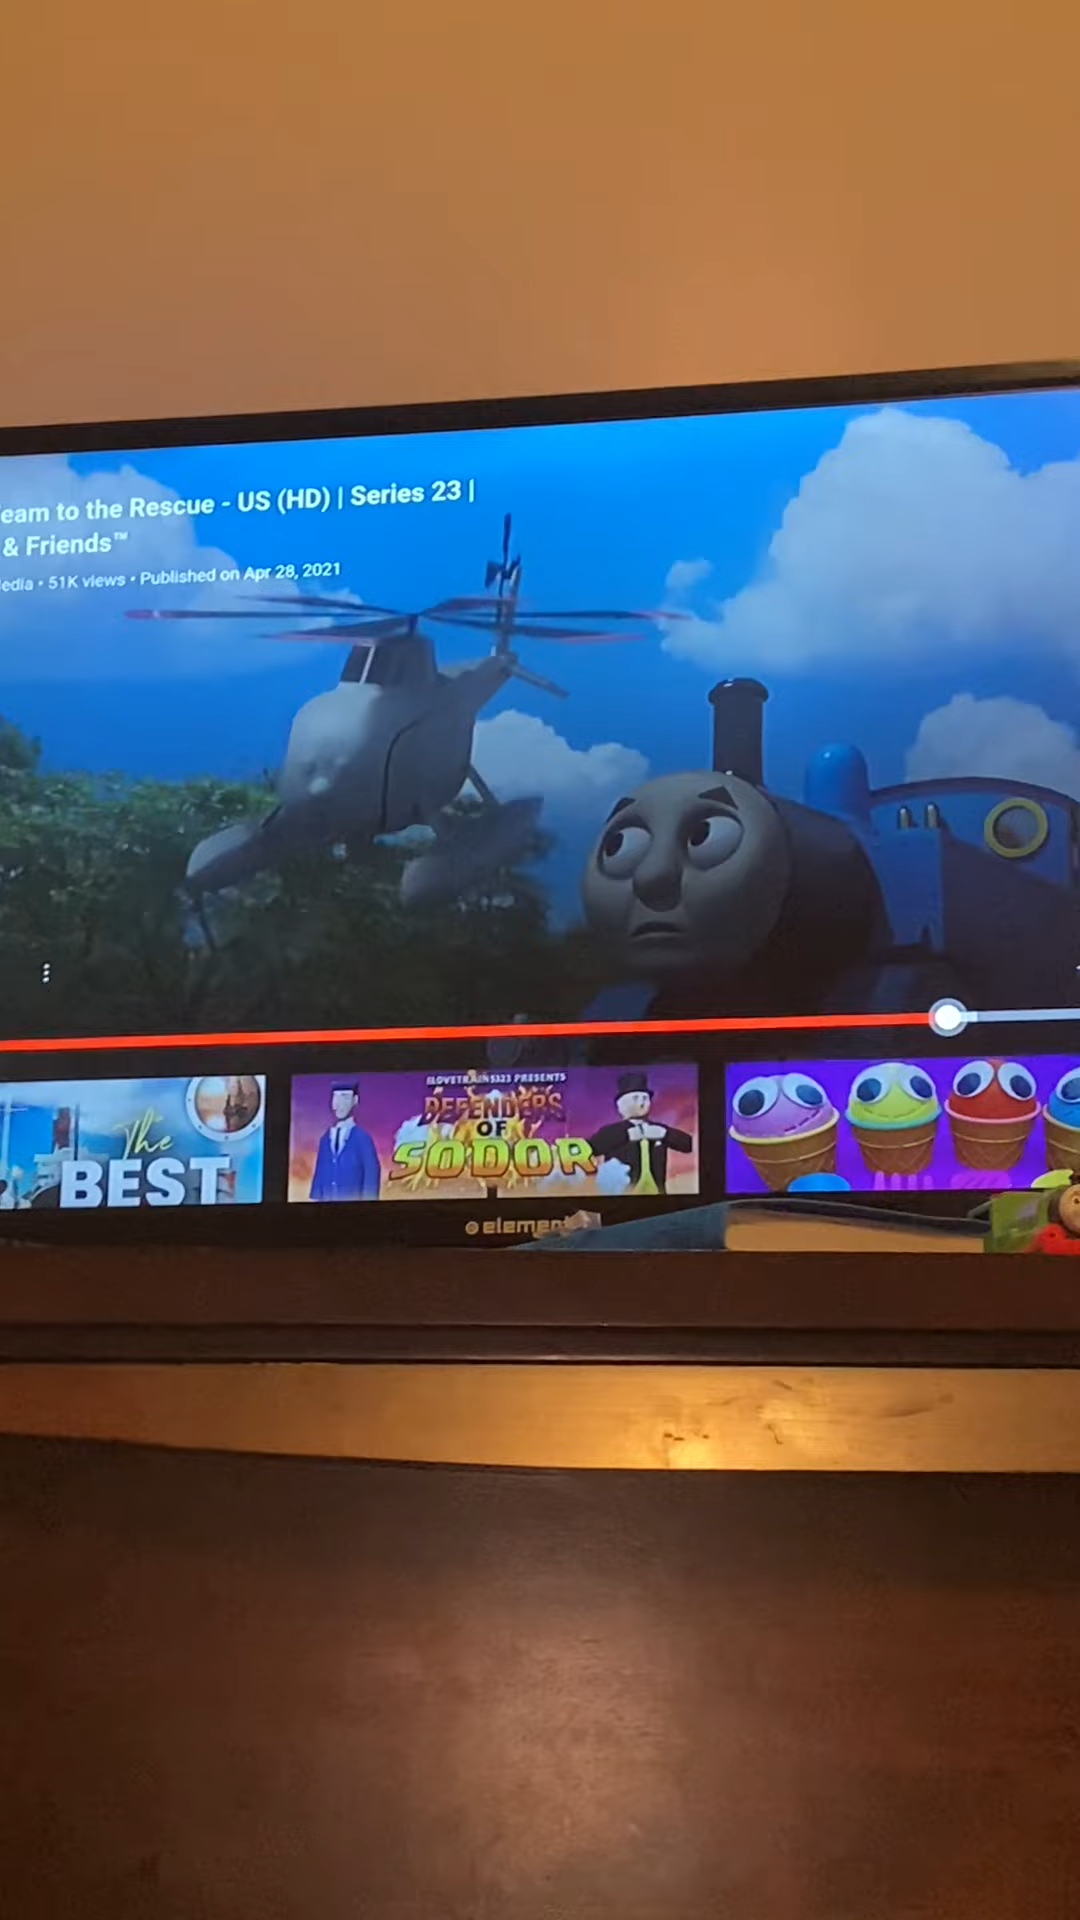 eam to the Rescue - US (HD) | Series 23 |
& Friends™
edia • 51K views • Published on Apr 28, 2021
The
BEST
ILOVETRAINS323 PRESENTS
DEFENDERS
OF
SODOR
element